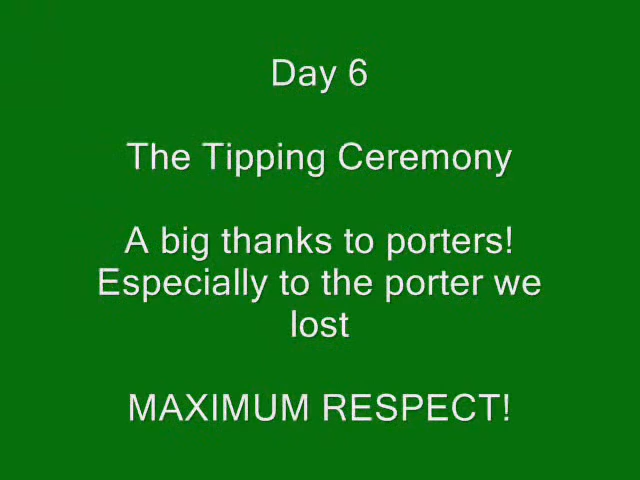 Day 6
The Tipping Ceremony
A big thanks to porters!
Especially to the porter we
lost
MAXIMUM RESPECT!